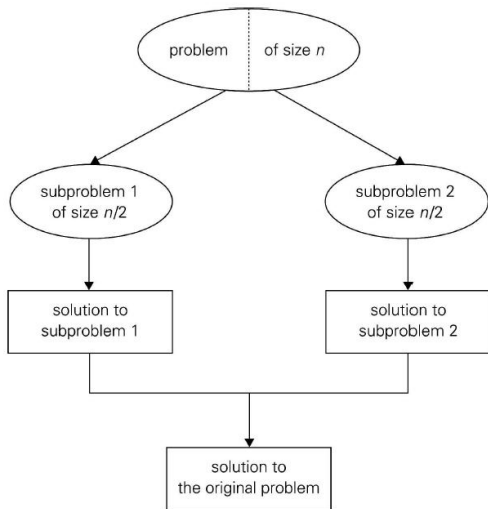 problem of size n
subproblem 1
of size n/2
subproblem 2
of size n/2
solution to
subproblem 1
solution to
subproblem 2
solution to
the original problem